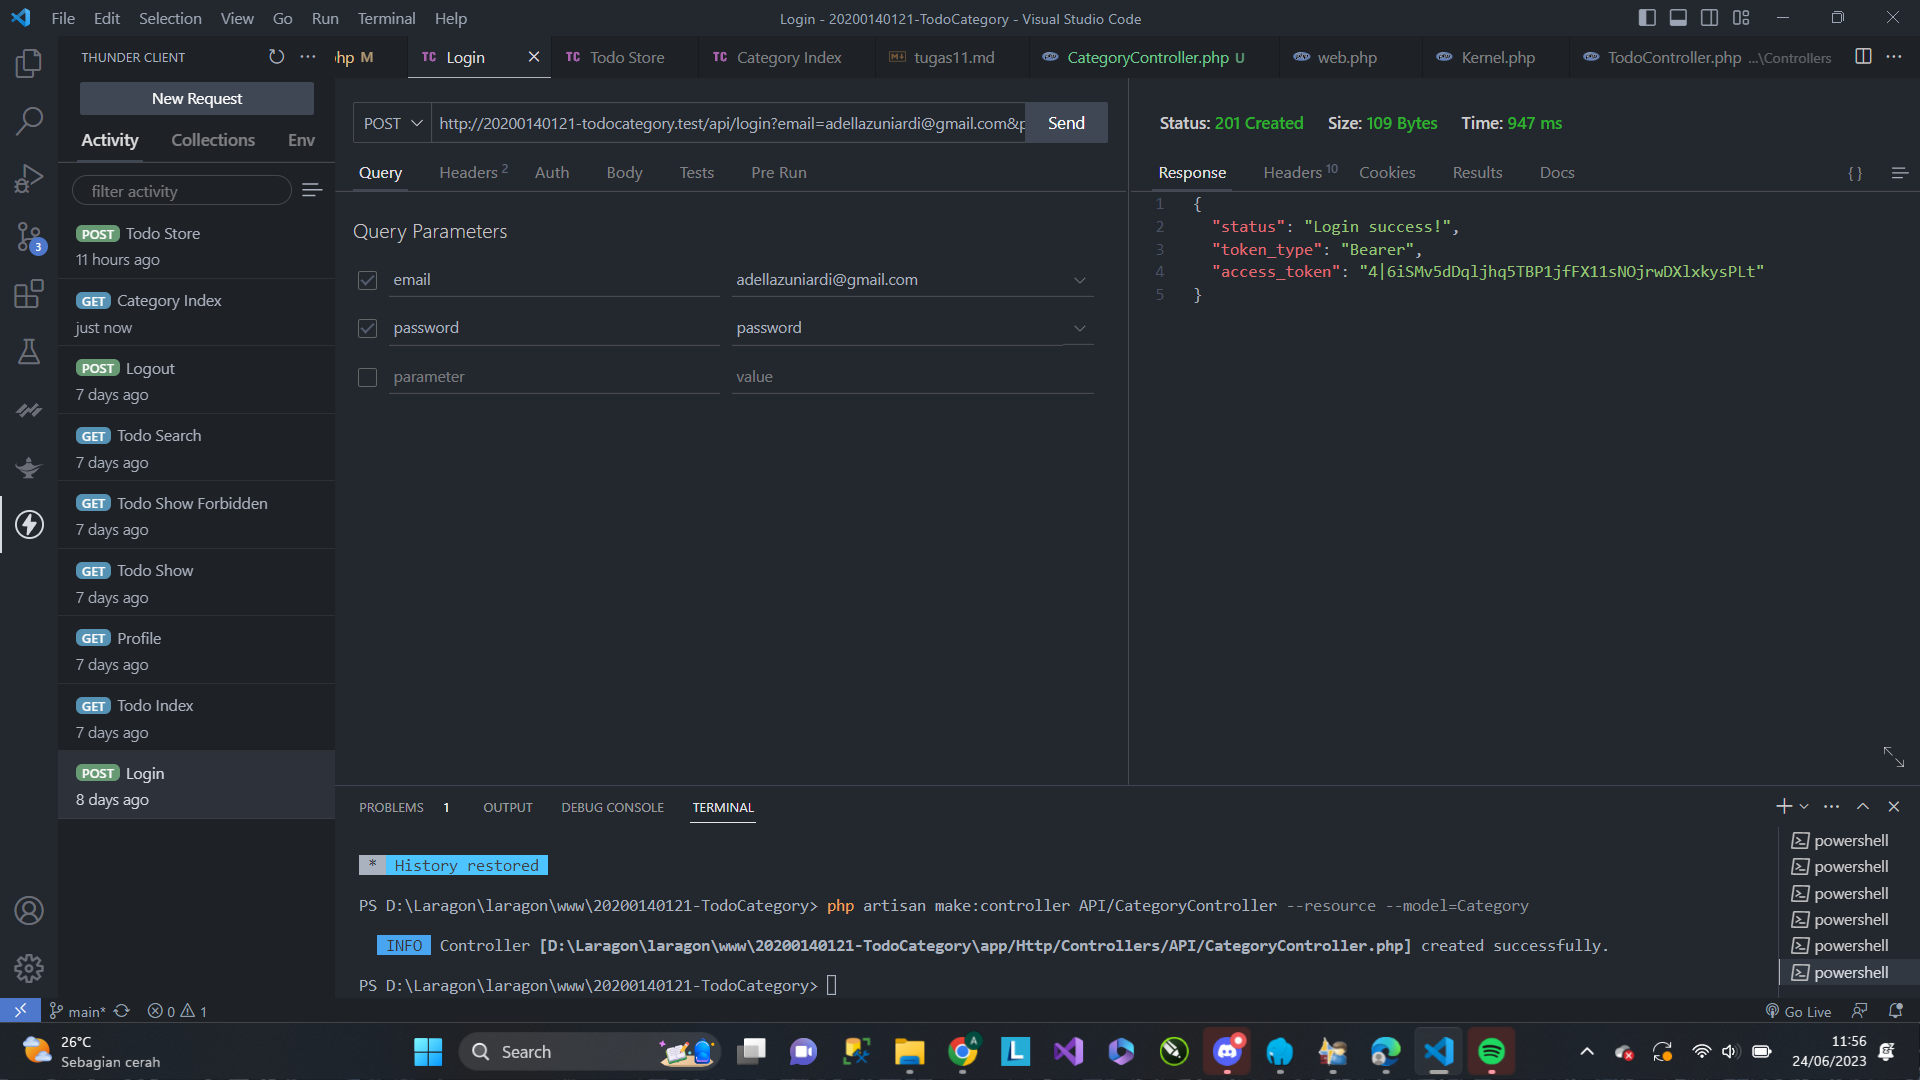 File Edit Selection View Go Run Terminal Help
Login - 20200140121-TodoCategory - Visual Studio Code
THUNDER CLIENT
hp M
TC Login
TC Todo Store
TC Category Index
tugas11.md
CategoryController.php U
web.php
Kernel.php
TodoController.php ...\Controllers
New Request
Activity Collections Env
filter activity
POST Todo Store
11 hours ago
GET Category Index
just now
POST Logout
7 days ago
GET Todo Search
7 days ago
GET Todo Show Forbidden
7 days ago
GET Todo Show
7 days ago
GET Profile
7 days ago
GET Todo Index
7 days ago
POST Login
8 days ago
3
POST http://20200140121-todocategory.test/api/login?email=adellazuniardi@gmail.com&p Send
Query Headers 2 Auth Body Tests Pre Run
Query Parameters
email adellazuniardi@gmail.com
password password
parameter value
Status: 201 Created Size: 109 Bytes Time: 947 ms
Response Headers 10 Cookies Results Docs { }
1 {
2 "status": "Login success!",
3 "token_type": "Bearer",
4 "access_token": "4|6iSMv5dDqljhq5TBP1jfFX11sNOjrwDXlxkysPLt"
5 }
PROBLEMS 1 OUTPUT DEBUG CONSOLE TERMINAL
* History restored
PS D:\Laragon\laragon\www\20200140121-TodoCategory> php artisan make:controller API/CategoryController --resource --model=Category
INFO Controller [D:\Laragon\laragon\www\20200140121-TodoCategory\app/Http/Controllers/API/CategoryController.php] created successfully.
PS D:\Laragon\laragon\www\20200140121-TodoCategory>
powershell
powershell
powershell
powershell
powershell
powershell
main* 0 1
Go Live
26°C
Sebagian cerah
Search
A
L
11:56
24/06/2023